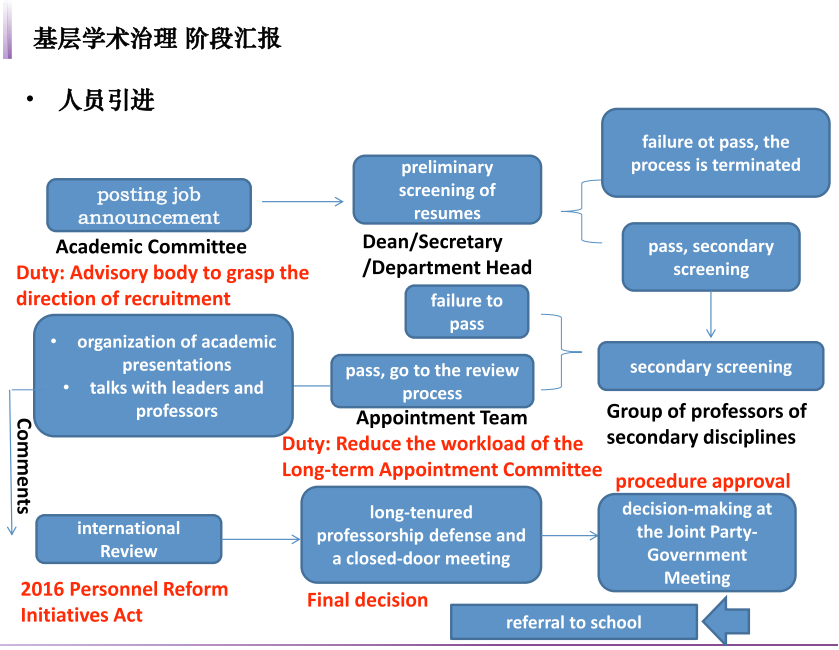 基层学术治理 阶段汇报
• 人员引进
posting job
announcement
Academic Committee
Duty: Advisory body to grasp the
direction of recruitment
preliminary
screening of
resumes
Dean/Secretary
/Department Head
failure ot pass, the
process is terminated
pass, secondary
screening
secondary screening
Group of professors of
secondary disciplines
failure to
pass
pass, go to the review
process
Appointment Team
Duty: Reduce the workload of the
Long-term Appointment Committee
• organization of academic
presentations
• talks with leaders and
professors
Comments
international
Review
2016 Personnel Reform
Initiatives Act
long-tenured
professorship defense and
a closed-door meeting
Final decision
procedure approval
decision-making at
the Joint Party-
Government
Meeting
referral to school